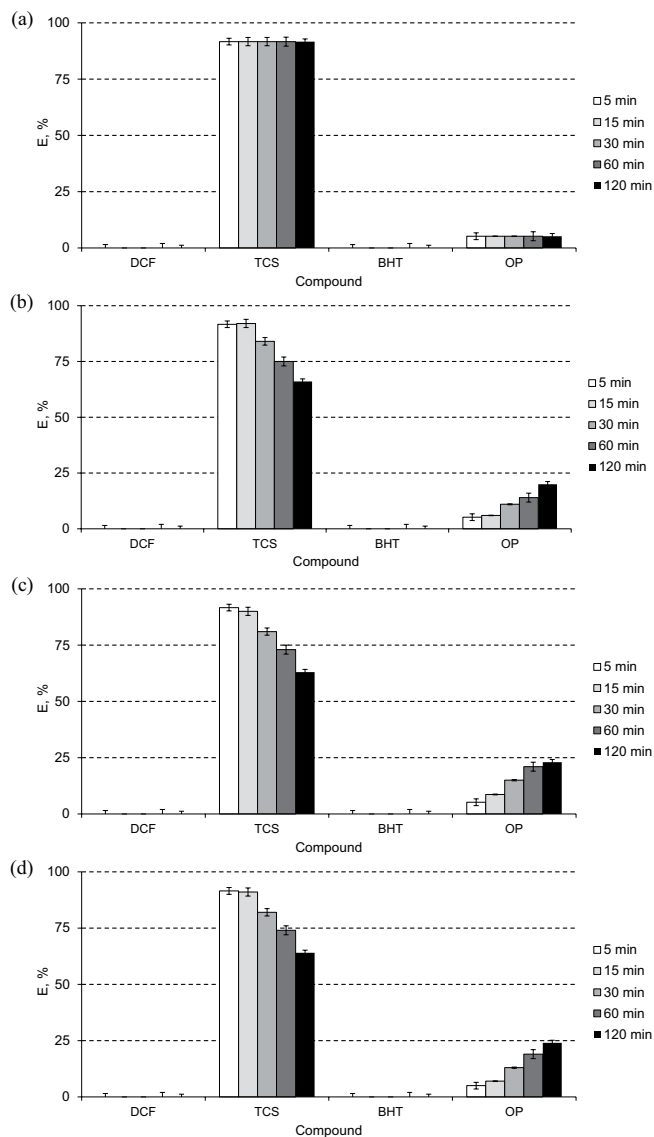 (a)
100
75
50
25
0
E, %
DCF TCS BHT OP
Compound
5 min
15 min
30 min
60 min
120 min
(b)
100
75
50
25
0
E, %
DCF TCS BHT OP
Compound
5 min
15 min
30 min
60 min
120 min
(c)
100
75
50
25
0
E, %
DCF TCS BHT OP
Compound
5 min
15 min
30 min
60 min
120 min
(d)
100
75
50
25
0
E, %
DCF TCS BHT OP
Compound
5 min
15 min
30 min
60 min
120 min